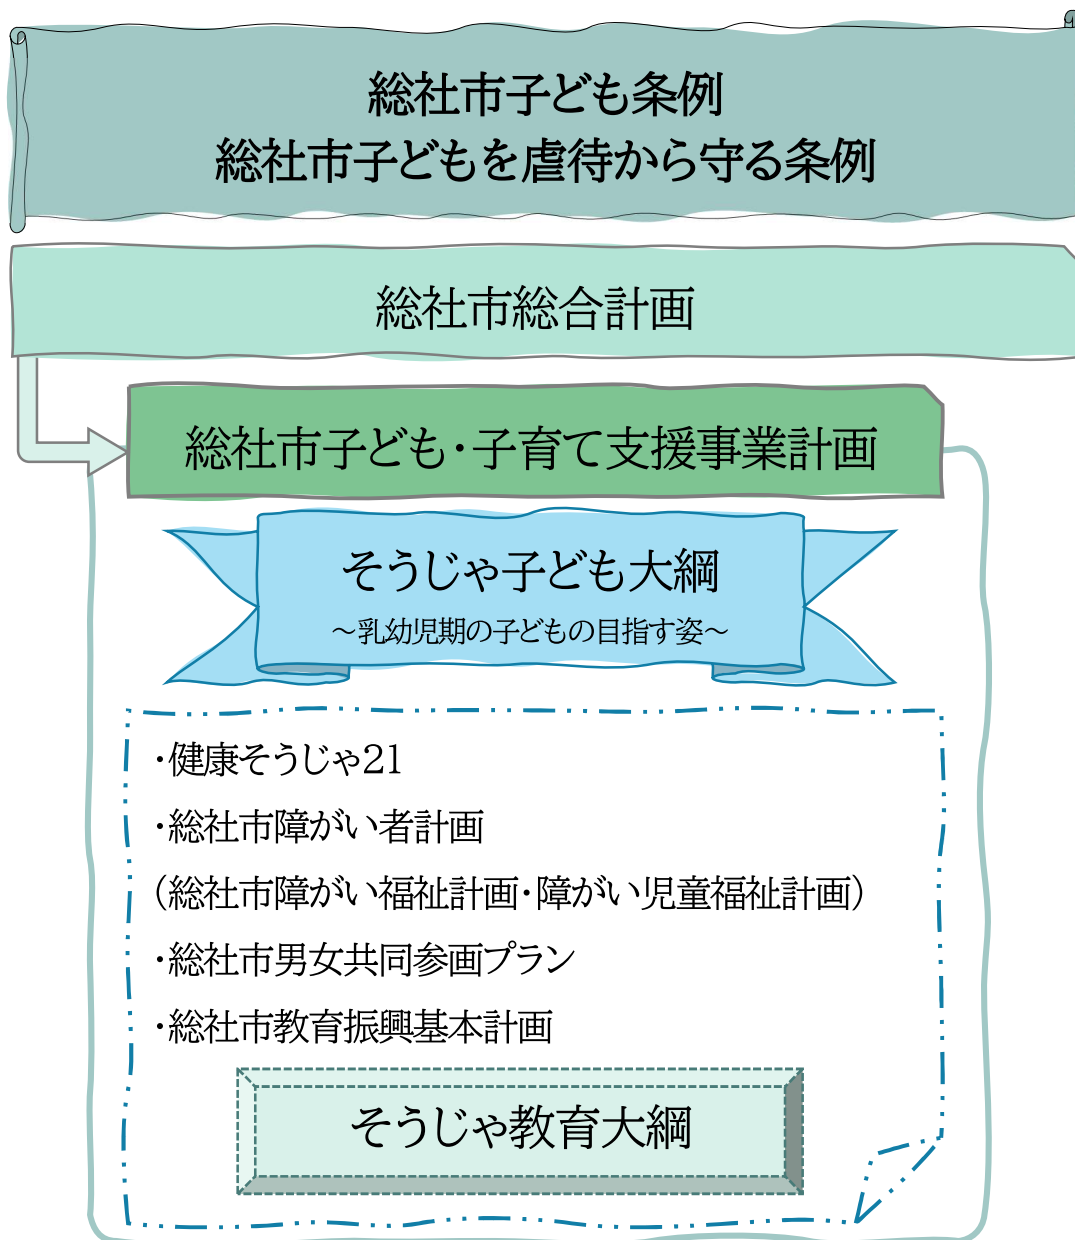 総社市子ども条例
総社市子どもを虐待から守る条例
総社市総合計画
総社市子ども・子育て支援事業計画
そうじゃ子ども大綱
～乳幼児期の子どもの目指す姿～
・健康そうじゃ21
・総社市障がい者計画
（総社市障がい福祉計画・障がい児童福祉計画）
・総社市男女共同参画プラン
・総社市教育振興基本計画
そうじゃ教育大綱